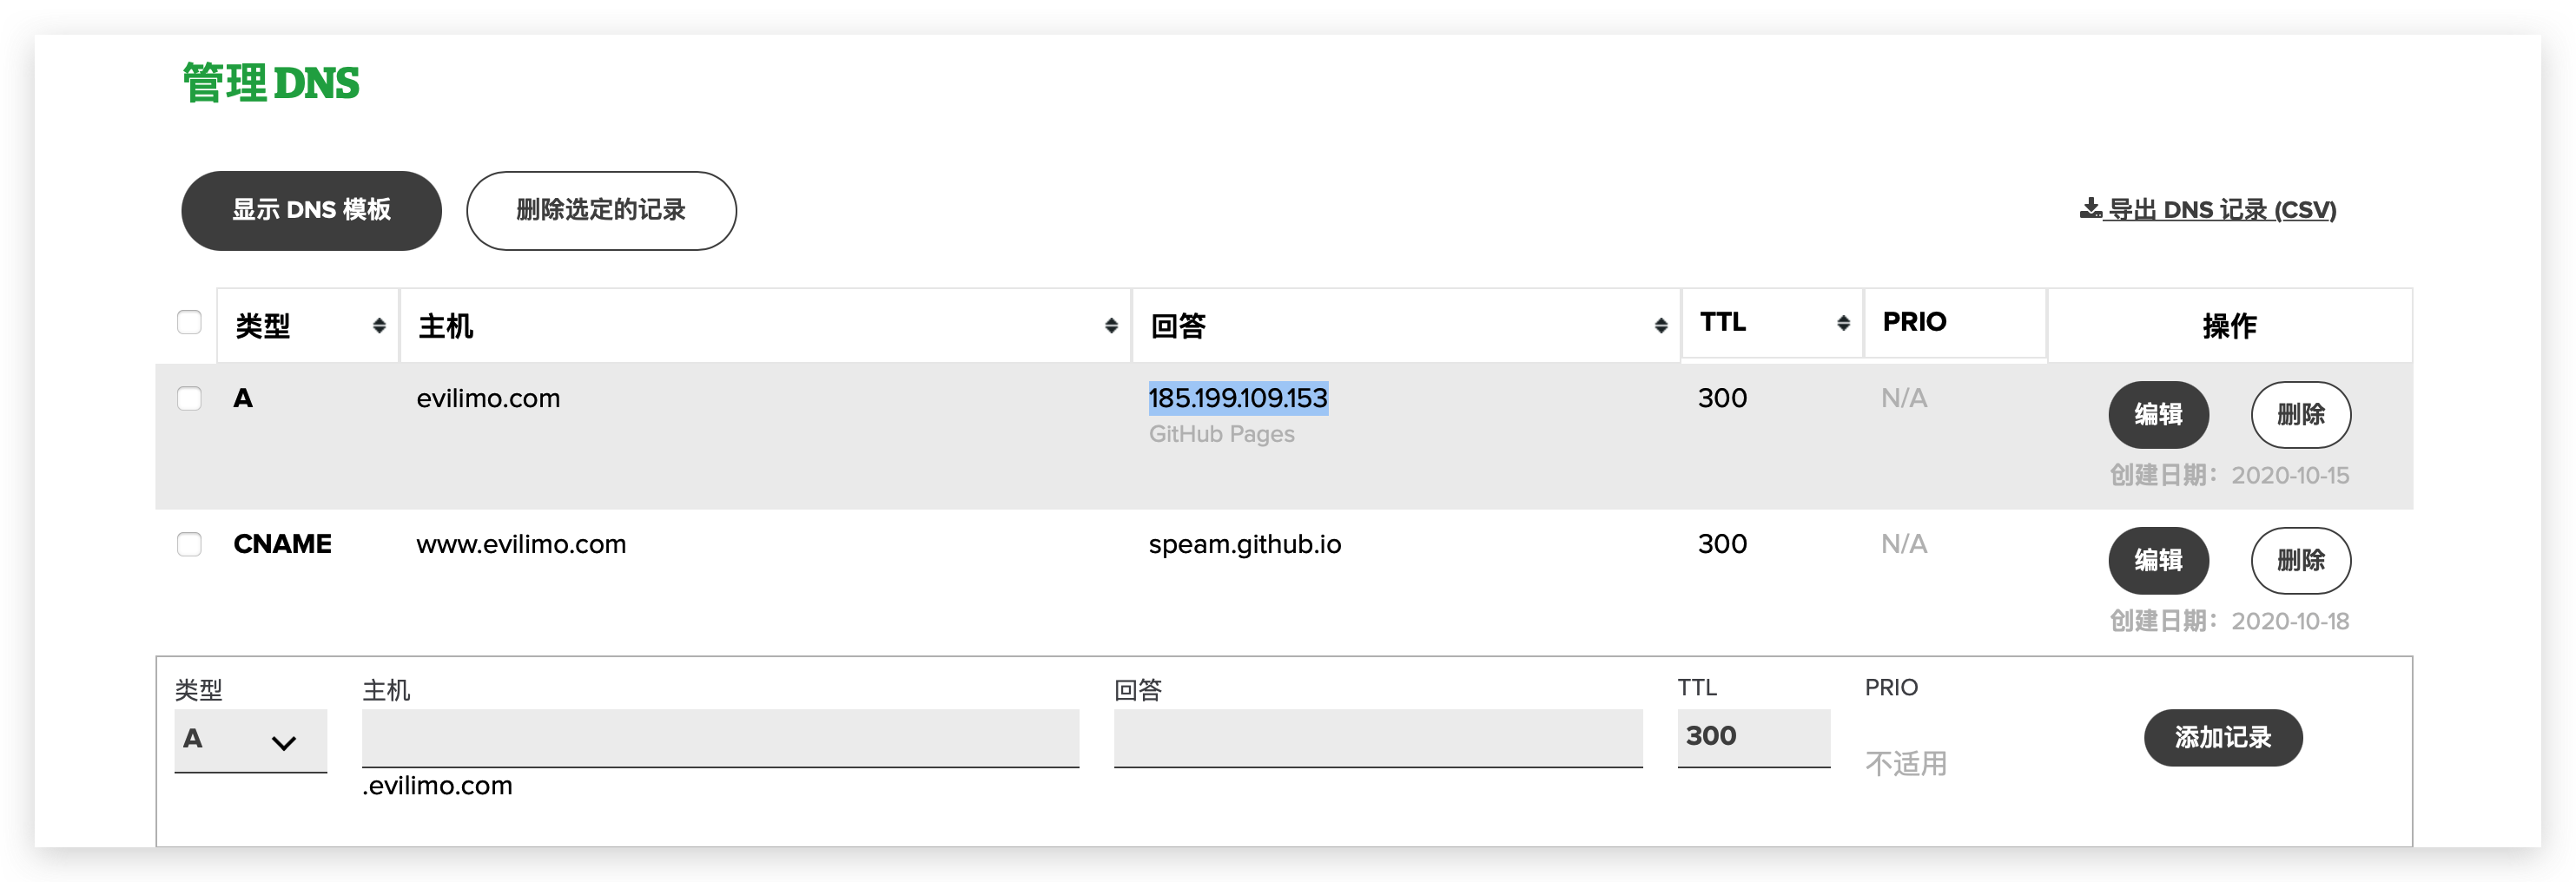 管理 DNS
显示 DNS 模板
删除选定的记录
导出 DNS 记录 (CSV)
类型 主机 回答 TTL PRIO 操作
A evilimo.com 185.199.109.153 300 N/A 编辑 删除
GitHub Pages
创建日期： 2020-10-15
CNAME www.evilimo.com speam.github.io 300 N/A 编辑 删除
创建日期： 2020-10-18
类型 主机 回答 TTL PRIO
A 300 不适用 添加记录
.evilimo.com